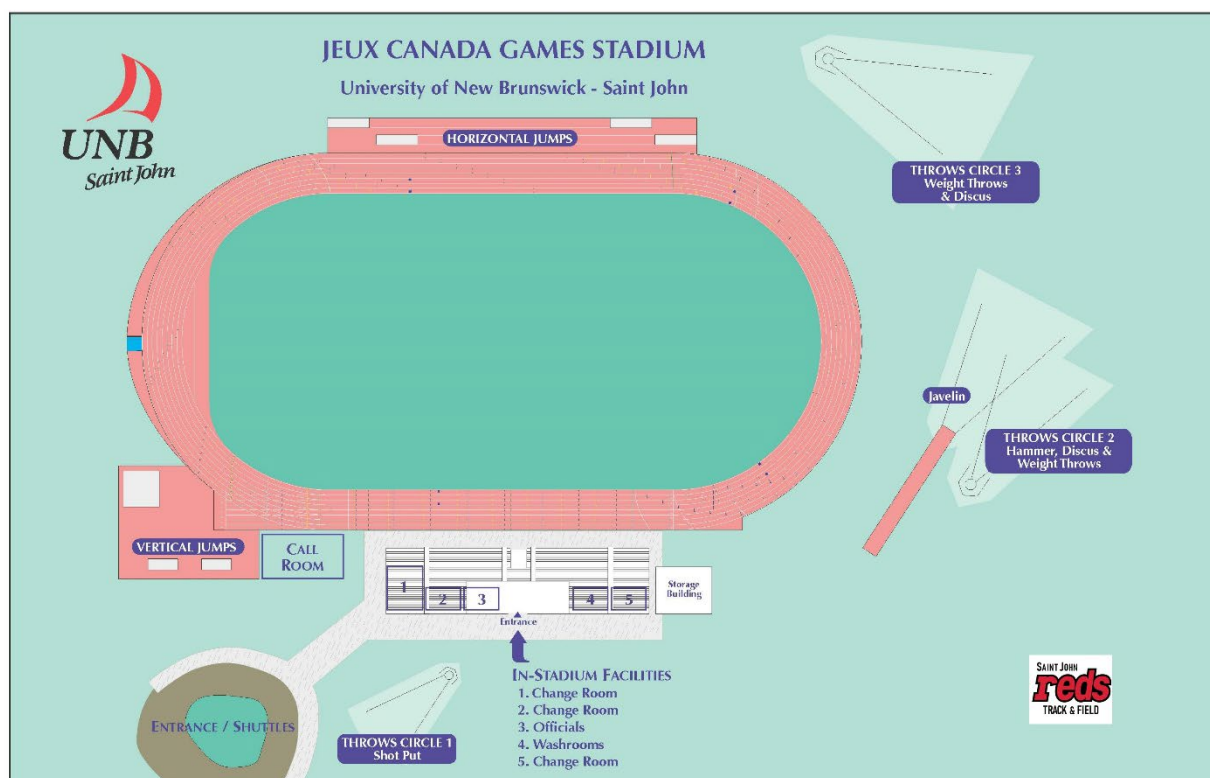 JEUX CANADA GAMES STADIUM
University of New Brunswick - Saint John
UNB
Saint John
HORIZONTAL JUMPS
THROWS CIRCLE 3
Weight Throws
& Discus
Javelin
THROWS CIRCLE 2
Hammer, Discus &
Weight Throws
VERTICAL JUMPS
CALL
ROOM
1
2
3
4
5
Storage
Building
Entrance
IN-STADIUM FACILITIES
1. Change Room
2. Change Room
3. Officials
4. Washrooms
5. Change Room
ENTRANCE / SHUTTLES
THROWS CIRCLE 1
Shot Put
SAINT JOHN
reds
TRACK & FIELD